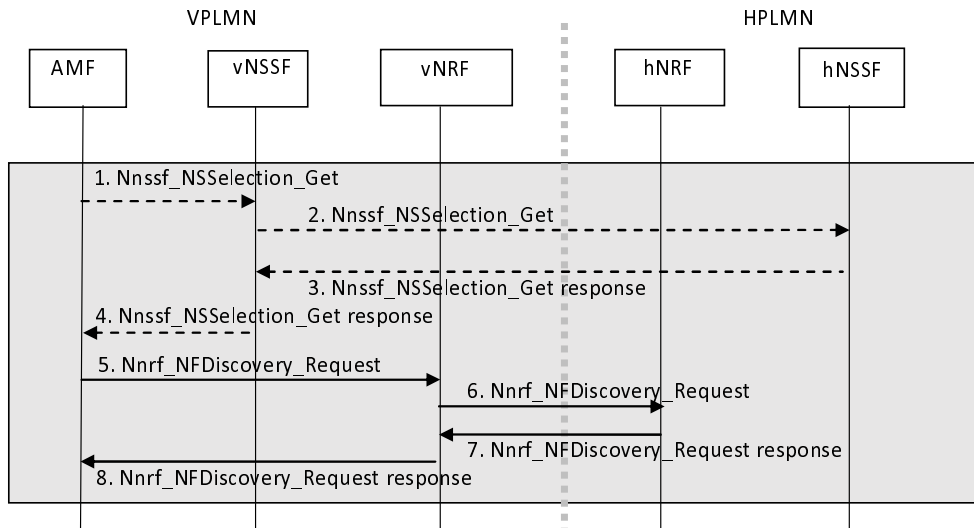 VPLMN
HPLMN
AMF
vNSSF
vNRF
hNRF
hNSSF
1. Nnssf_NSSelection_Get
2. Nnssf_NSSelection_Get
3. Nnssf_NSSelection_Get response
4. Nnssf_NSSelection_Get response
5. Nnrf_NFDiscovery_Request
6. Nnrf_NFDiscovery_Request
7. Nnrf_NFDiscovery_Request response
8. Nnrf_NFDiscovery_Request response